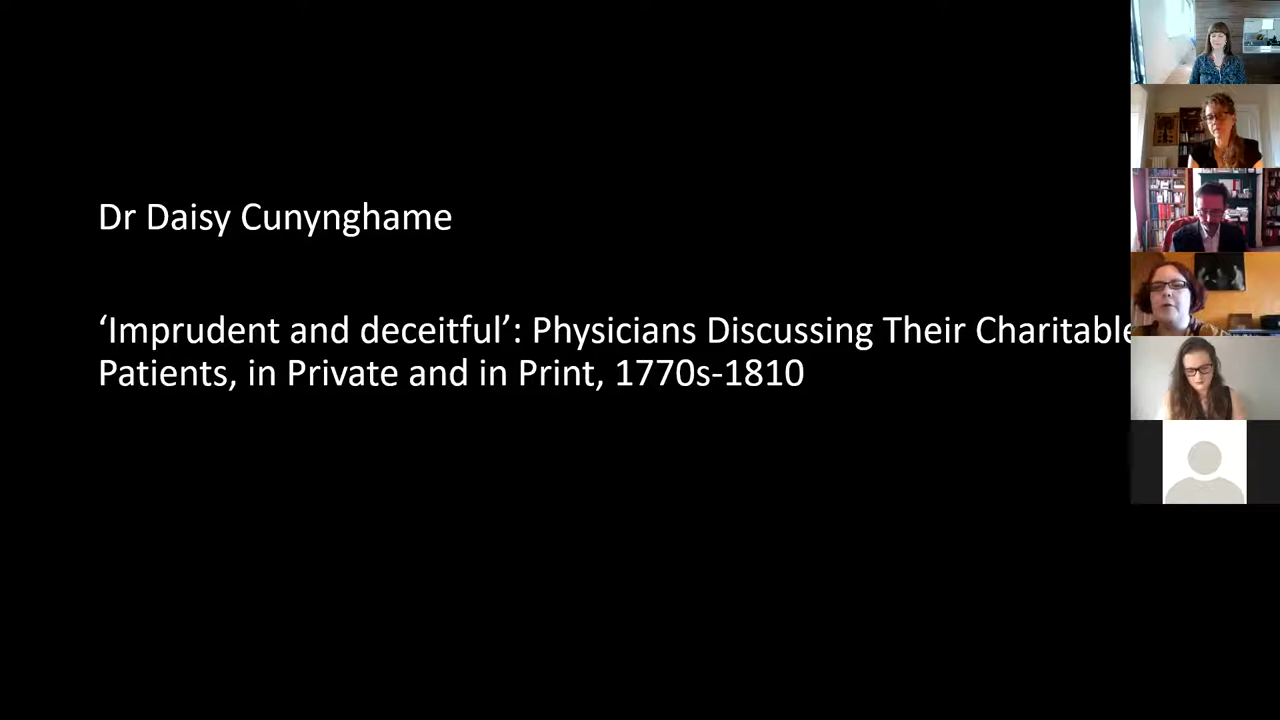 Dr Daisy Cunynghame
‘Imprudent and deceitful’: Physicians Discussing Their Charitable
Patients, in Private and in Print, 1770s-1810